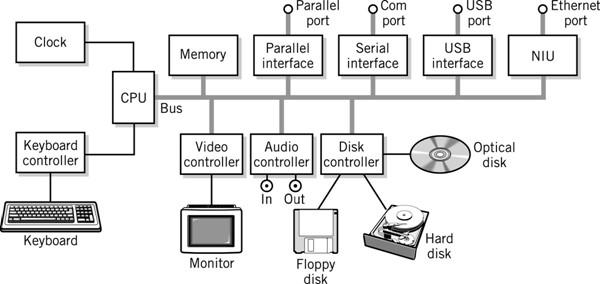 Parallel
port
Com
port
USB
port
Ethernet
port
Clock
Memory
Parallel
interface
Serial
interface
USB
interface
NIU
CPU
Bus
Keyboard
controller
Video
controller
Audio
controller
Disk
controller
Optical
disk
In
Out
Keyboard
Monitor
Floppy
disk
Hard
disk